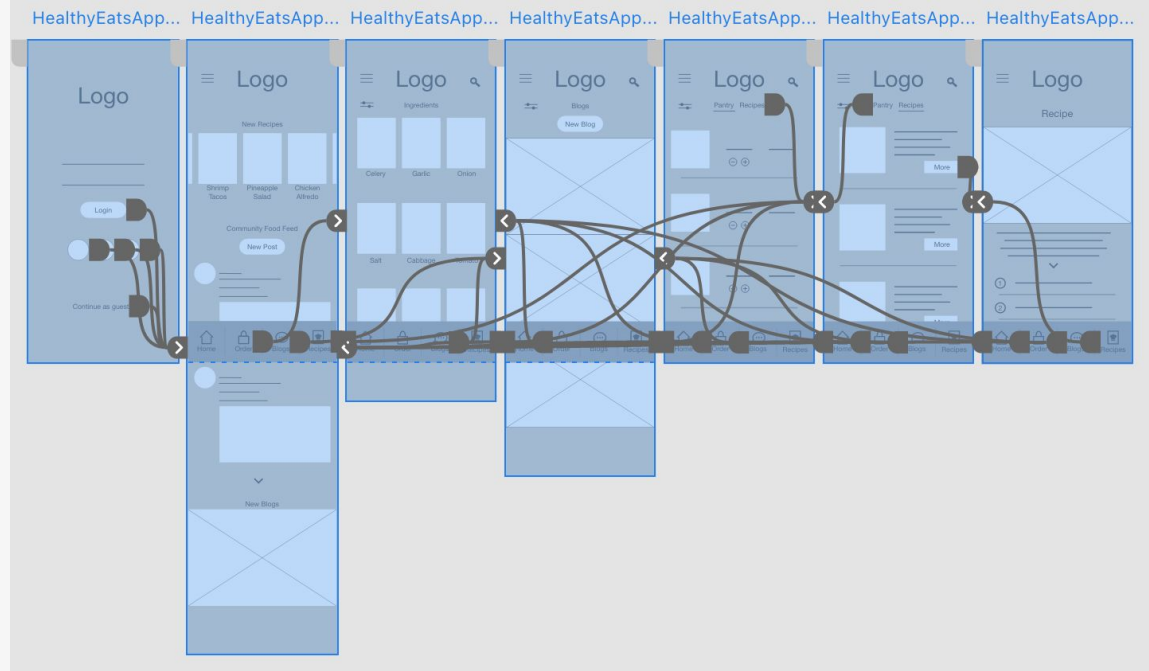 HealthyEatsApp... HealthyEatsApp... HealthyEatsApp... HealthyEatsApp... HealthyEatsApp... HealthyEatsApp... HealthyEatsApp...
Logo
Login
Continue as guest
Logo
New Recipes
Shrimp Tacos
Pineapple Salad
Chicken Alfredo
Community Food Feed
New Post
Home
New Blogs
Logo
Ingredients
Celery Garlic Onion
Salt Cabbage
Logo
Blogs
New Blog
Blogs Recipes
Logo
Pantry Recipes
Home
Recipes
Logo
Pantry Recipes
More
More
Home
Blogs Recipes
Logo
Recipe
1
2
Home
Recipes